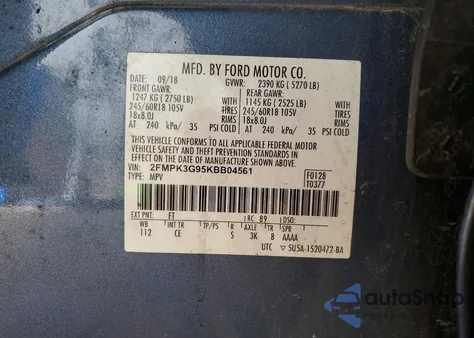 MFD. BY FORD MOTOR CO.
DATE: 09/18 GVWR: 2390 KG ( 5270 LB)
FRONT GAWR: REAR GAWR:
1247 KG ( 2750 LB) 1145 KG ( 2525 LB)
245/60R18 105V TIRES 245/60R18 105V
18x8.0J RIMS 18x8.0J
AT 240 kPa/ 35 PSI COLD AT 240 kPa/ 35 PSI COLD
THIS VEHICLE CONFORMS TO ALL APPLICABLE FEDERAL MOTOR
VEHICLE SAFETY AND THEFT PREVENTION STANDARDS IN EFFECT
ON THE DATE OF MANUFACTURE SHOWN ABOVE.
VIN: 2FMPK3G95KBB04561
TYPE: MPV
F0128
T0377
EXT PNT: FT RC: 89 DSO:
WB INT TR TP/PS R AXLE TR SPR
112 CE S 3K 8 AAAA
UTC 5U5A-1520472-BA
autoSnap